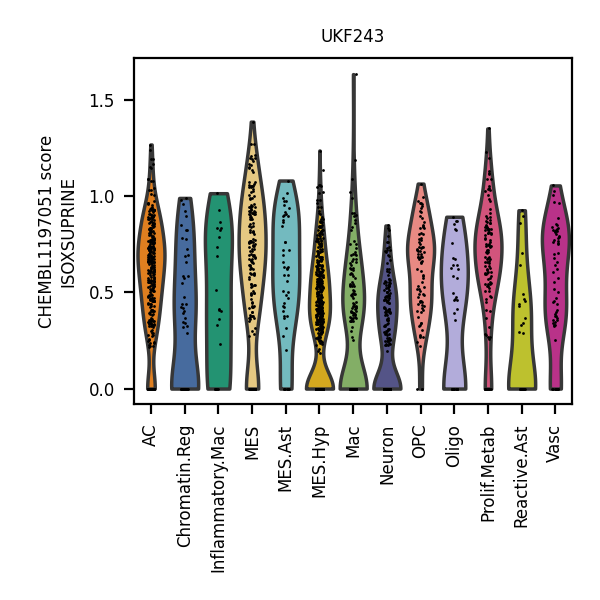 UKF243
CHEMBL1197051 score
ISOXSUPRINE
1.5
1.0
0.5
0.0
AC
Chromatin.Reg
Inflammatory.Mac
MES
MES.Ast
MES.Hyp
Mac
Neuron
OPC
Oligo
Prolif.Metab
Reactive.Ast
Vasc